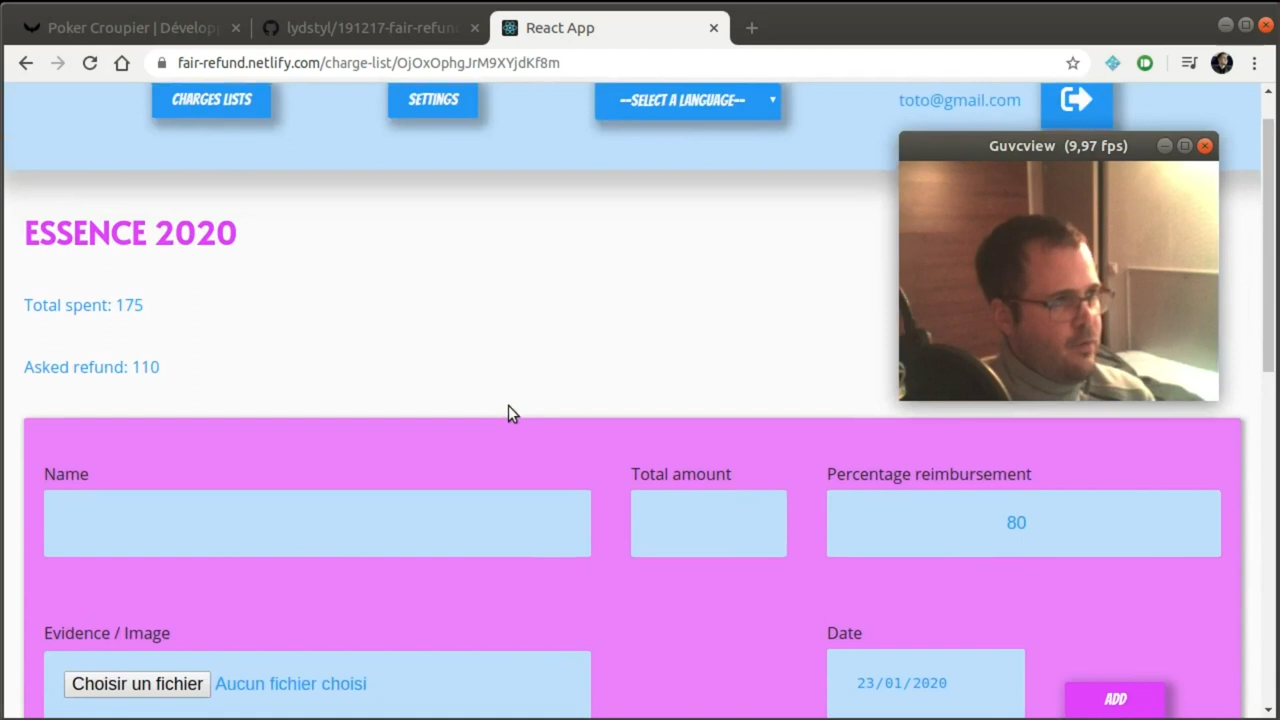 Poker Croupier | Dévelop
lydstyl/191217-fair-refun
React App
fair-refund.netlify.com/charge-list/OjOxOphgJrM9XYjdKf8m
CHARGES LISTS
SETTINGS
--SELECT A LANGUAGE--
toto@gmail.com
Guvcview (9,97 fps)
ESSENCE 2020
Total spent: 175
Asked refund: 110
Name
Total amount
Percentage reimbursement
80
Evidence / Image
Date
Choisir un fichier Aucun fichier choisi
23/01/2020
ADD